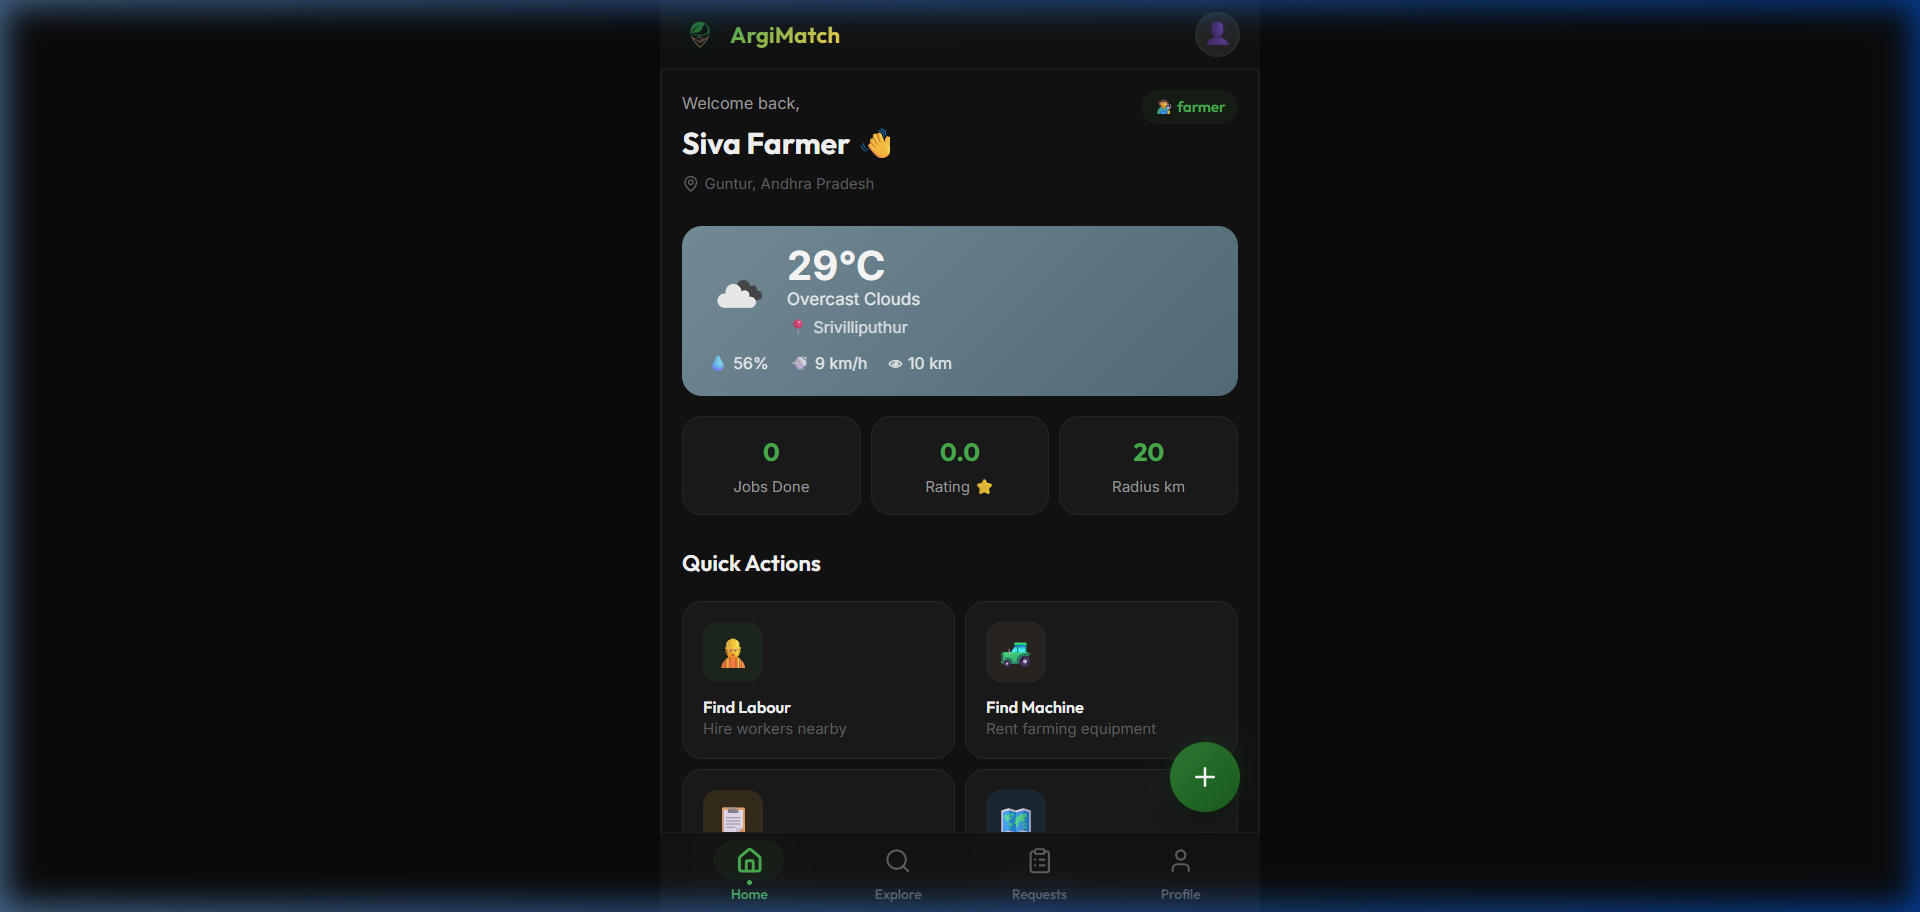 ArgiMatch
Welcome back,
farmer
Siva Farmer
Guntur, Andhra Pradesh
29°C
Overcast Clouds
Srivilliputhur
56% 9 km/h 10 km
0
Jobs Done
0.0
Rating
20
Radius km
Quick Actions
Find Labour
Hire workers nearby
Find Machine
Rent farming equipment
Home
Explore
Requests
Profile